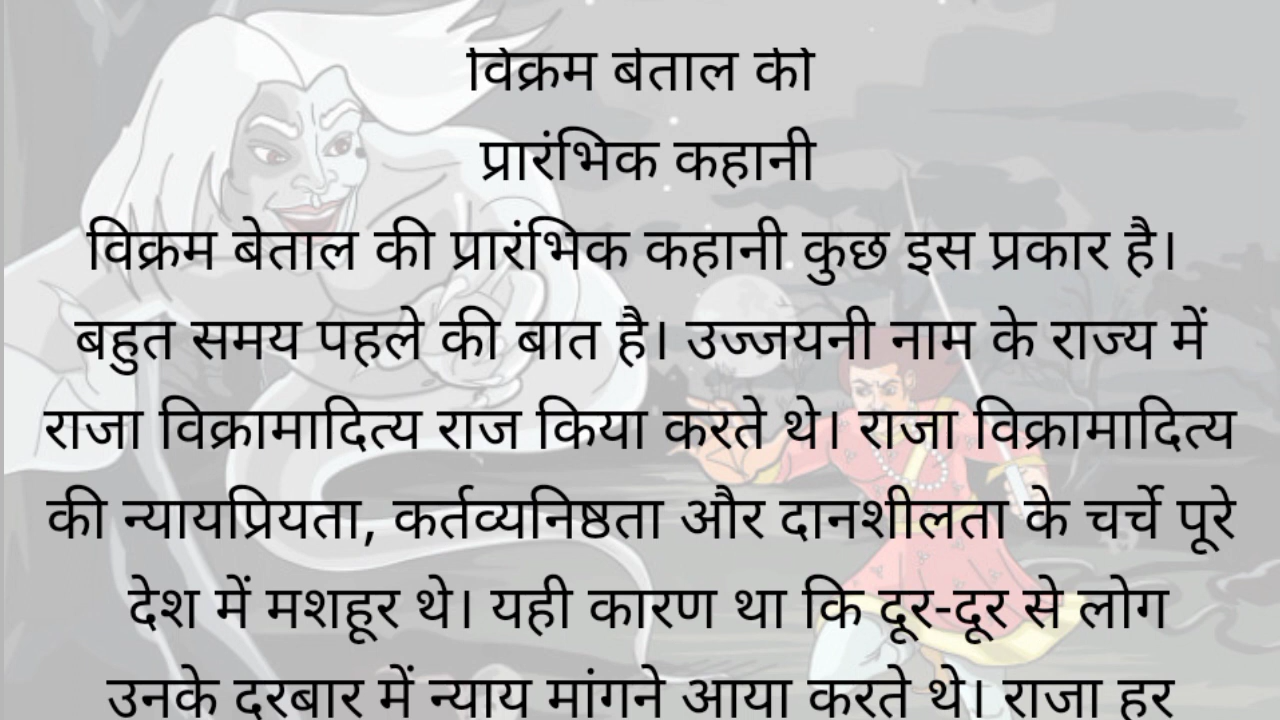 विक्रम बेताल की
प्रारंभिक कहानी
विक्रम बेताल की प्रारंभिक कहानी कुछ इस प्रकार है।
बहुत समय पहले की बात है। उज्जयनी नाम के राज्य में
राजा विक्रामादित्य राज किया करते थे। राजा विक्रामादित्य
की न्यायप्रियता, कर्तव्यनिष्ठता और दानशीलता के चर्चे पूरे
देश में मशहूर थे। यही कारण था कि दूर-दूर से लोग
उनके दरबार में न्याय मांगने आया करते थे। राजा हर